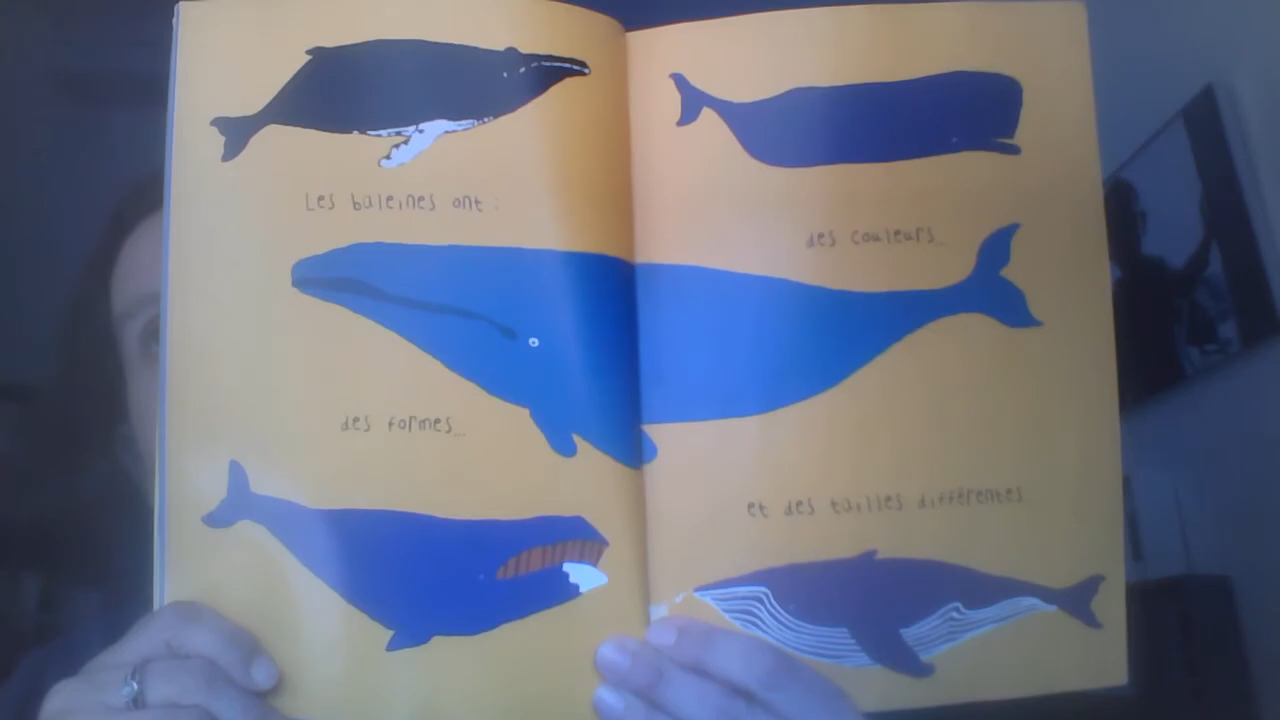 Les baleines ont :
des formes...
des couleurs...
et des tailles différentes